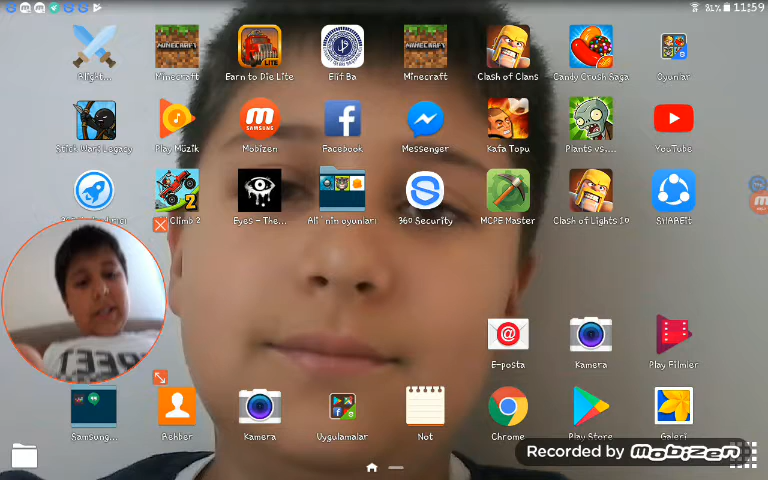 31% 11:59
Blight...
Minecraft
Earn to Die Lite
Elif Ba
Minecraft
Clash of Clans
Candy Crush Saga
Oyunlar
Stick War: Legacy
Play Müzik
Mobizen
Facebook
Messenger
Kafa Topu
Plants vs....
YouTube
Climb 2
Eyes - The...
Ali'nin oyunları
360 Security
MCPE Master
Clash of Lights 10
SHAREit
E-posta
Kamera
Play Filmler
Samsung...
Rehber
Kamera
Uygulamalar
Not
Chrome
Play Store
Galeri
Recorded by Mobizen